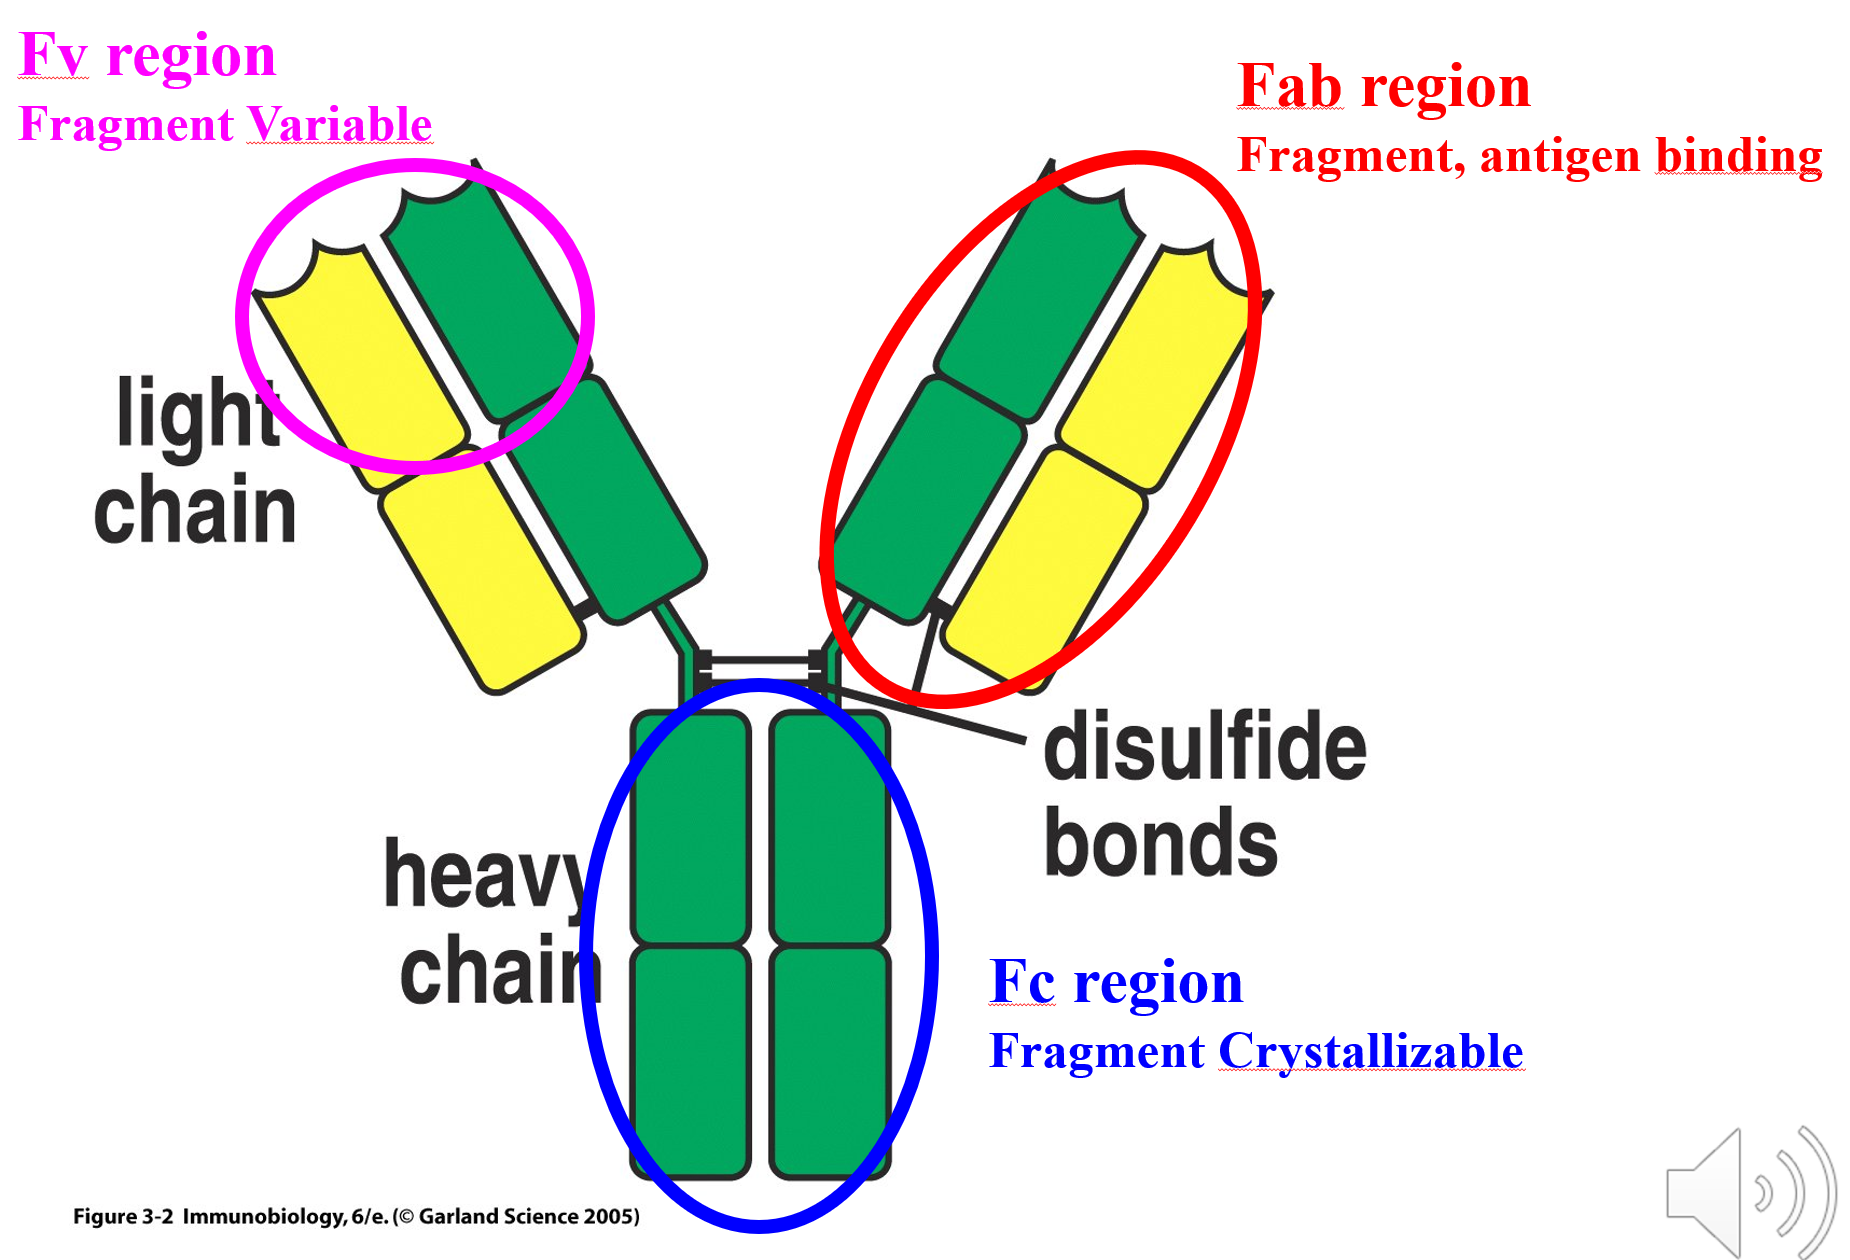 Fv region
Fragment Variable
Fab region
Fragment, antigen binding
light
chain
disulfide
bonds
heavy
chain
Fc region
Fragment Crystallizable
Figure 3-2 Immunobiology, 6/e. (© Garland Science 2005)